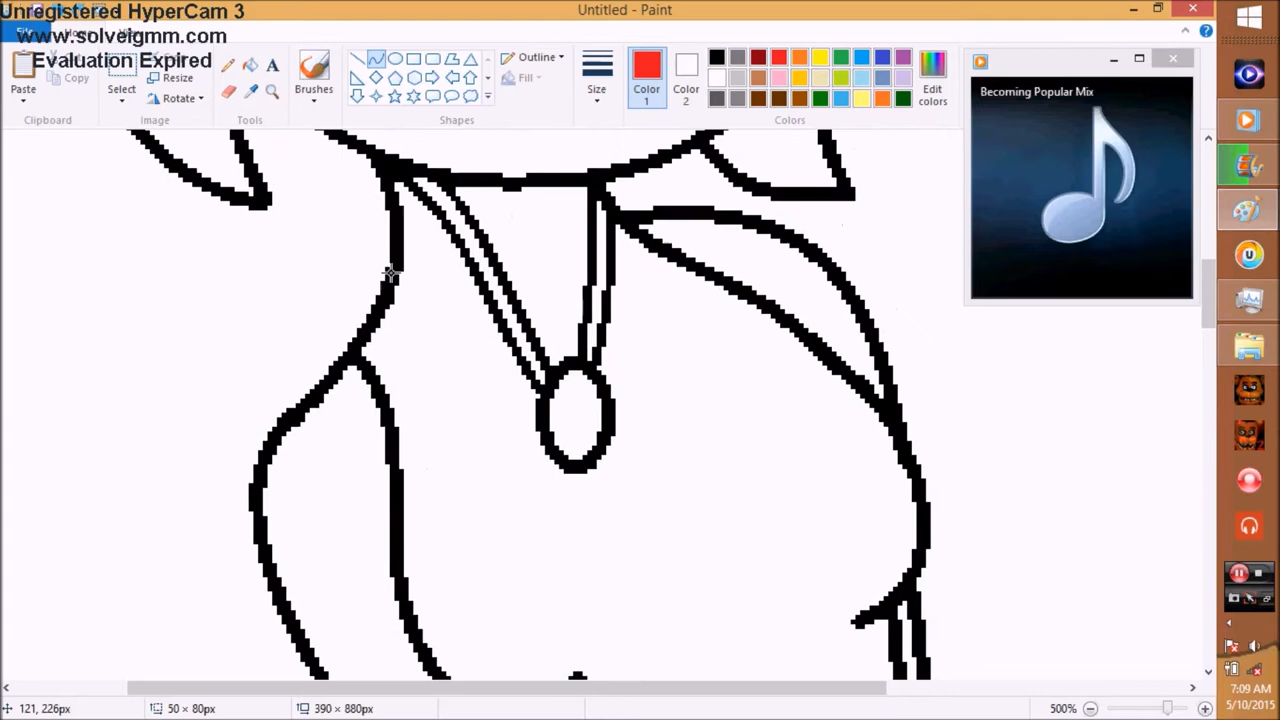 Unregistered HyperCam 3
www.solveigmm.com
Evaluation Expired
Untitled - Paint
File
Paste
Copy
Clipboard
Select
Resize
Rotate
Image
Tools
Brushes
Outline
Fill
Shapes
Size
Color 1
Color 2
Edit colors
Colors
Becoming Popular Mix
121, 226px
50 × 80px
390 × 880px
500%
7:09 AM
5/10/2015